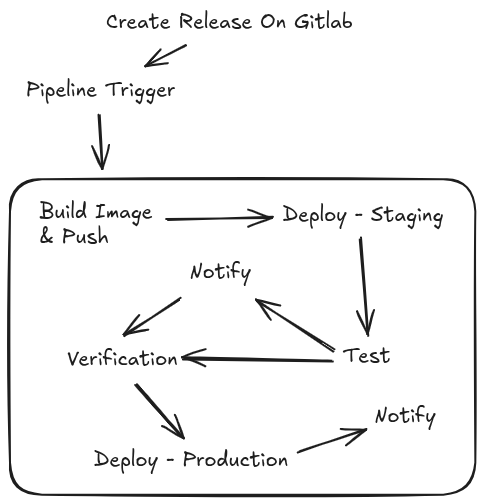 Create Release On Gitlab
Pipeline Trigger
Build Image
& Push
Deploy - Staging
Notify
Verification
Test
Notify
Deploy - Production